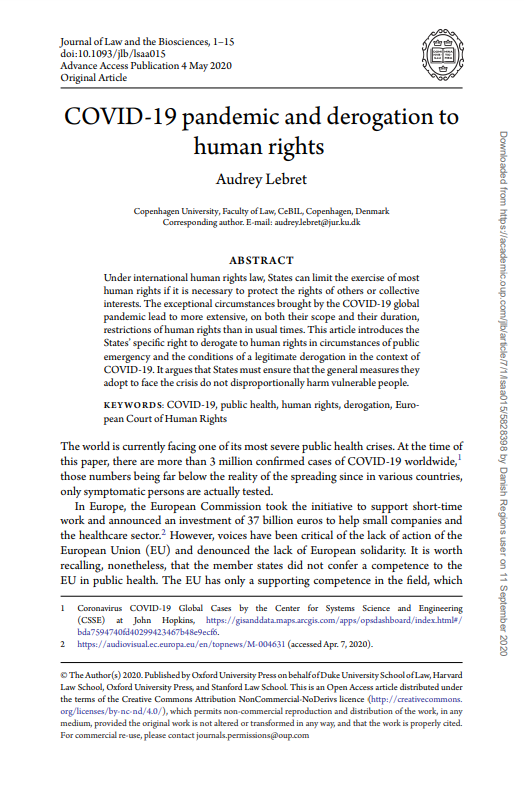 Journal of Law and the Biosciences, 1–15
doi:10.1093/jlb/lsaa015
Advance Access Publication 4 May 2020
Original Article
COVID-19 pandemic and derogation to
human rights
Audrey Lebret
Copenhagen University, Faculty of Law, CeBIL, Copenhagen, Denmark
Corresponding author. E-mail: audrey.lebret@jur.ku.dk
ABSTRACT
Under international human rights law, States can limit the exercise of most
human rights if it is necessary to protect the rights of others or collective
interests. The exceptional circumstances brought by the COVID-19 global
pandemic lead to more extensive, on both their scope and their duration,
restrictions of human rights than in usual times. This article introduces the
States' specific right to derogate to human rights in circumstances of public
emergency and the conditions of a legitimate derogation in the context of
COVID-19. It argues that States must ensure that the general measures they
adopt to face the crisis do not disproportionally harm vulnerable people.
KEYWORDS: COVID-19, public health, human rights, derogation, Euro-
pean Court of Human Rights
The world is currently facing one of its most severe public health crises. At the time of
this paper, there are more than 3 million confirmed cases of COVID-19 worldwide,1
those numbers being far below the reality of the spreading since in various countries,
only symptomatic persons are actually tested.
In Europe, the European Commission took the initiative to support short-time
work and announced an investment of 37 billion euros to help small companies and
the healthcare sector.2 However, voices have been critical of the lack of action of the
European Union (EU) and denounced the lack of European solidarity. It is worth
recalling, nonetheless, that the member states did not confer a competence to the
EU in public health. The EU has only a supporting competence in the field, which
1 Coronavirus COVID-19 Global Cases by the Center for Systems Science and Engineering
(CSSE) at John Hopkins, https://gisanddata.maps.arcgis.com/apps/opsdashboard/index.html#/
bda7594740fd40299423467b48e9ecf6.
2 https://audiovisual.ec.europa.eu/en/topnews/M-004631 (accessed Apr. 7, 2020).
© The Author(s) 2020. Published by Oxford University Press on behalf of Duke University School of Law, Harvard
Law School, Oxford University Press, and Stanford Law School. This is an Open Access article distributed under
the terms of the Creative Commons Attribution NonCommercial-NoDerivs licence (http://creativecommons.
org/licenses/by-nc-nd/4.0/), which permits non-commercial reproduction and distribution of the work, in any
medium, provided the original work is not altered or transformed in any way, and that the work is properly cited.
For commercial re-use, please contact journals.permissions@oup.com
Downloaded from https://academic.oup.com/jlb/article/7/1/lsaa015/5828398 by Danish Regions user on 11 September 2020